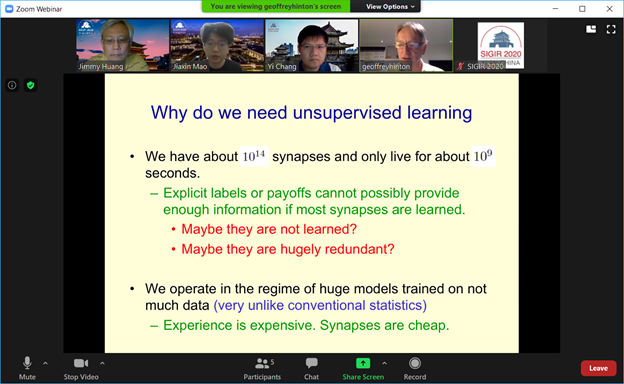 Zoom Webinar
You are viewing geoffreyhinton's screen
View Options
Jimmy Huang
Jiaxin Mao
Yi Chang
geoffreyhinton
SIGIR 2020
SIGIR 2020
Why do we need unsupervised learning
• We have about 10^14 synapses and only live for about 10^9
seconds.
– Explicit labels or payoffs cannot possibly provide
enough information if most synapses are learned.
• Maybe they are not learned?
• Maybe they are hugely redundant?
• We operate in the regime of huge models trained on not
much data (very unlike conventional statistics)
– Experience is expensive. Synapses are cheap.
Mute
Stop Video
Participants
5
Chat
Share Screen
Record
Leave